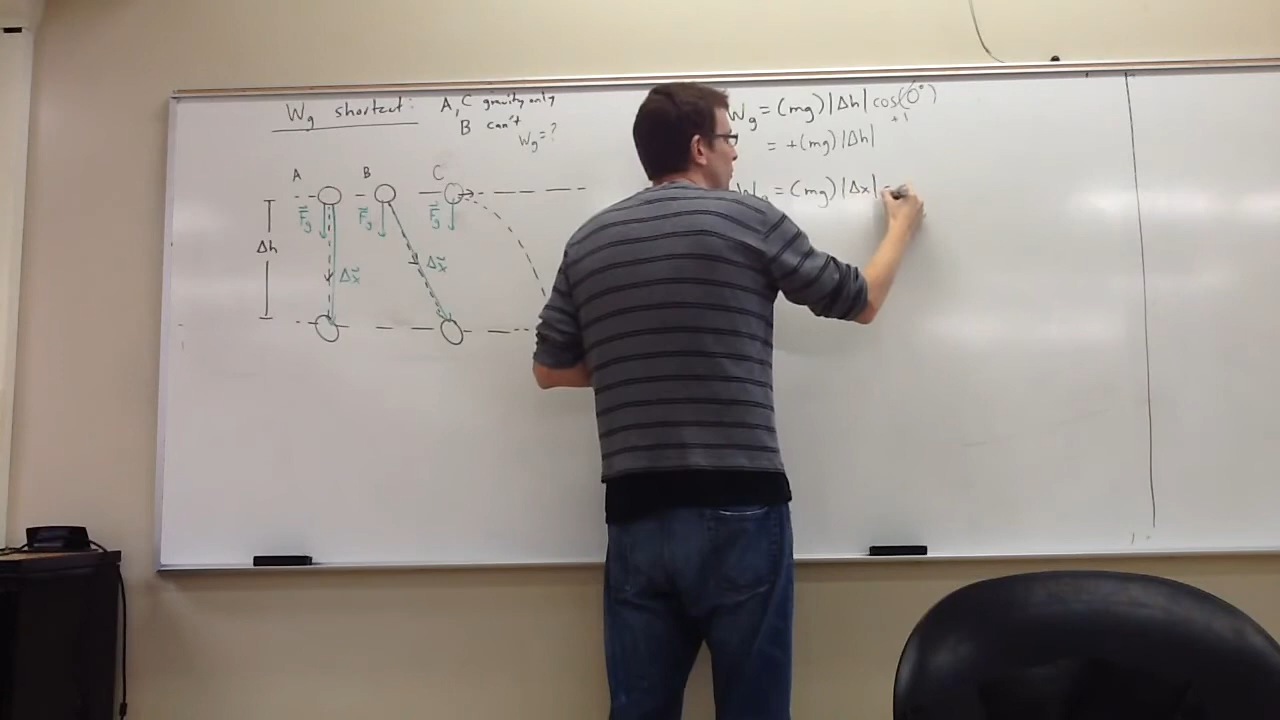 Wg shortcut:
A, C gravity only
B can't
Wg = ?
A B C
F⃗g F⃗g F⃗g
Δh
Δx⃗ Δx⃗
Wg = (mg)|Δh| cos(0°)
+1
= +(mg)|Δh|
Wg = (mg)|Δx|